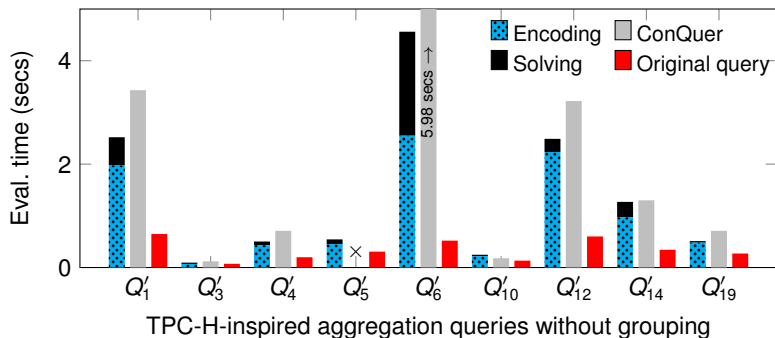 4
2
0
Eval. time (secs)
Encoding
ConQuer
Solving
Original query
5.98 secs →
×
Q′1 Q′3 Q′4 Q′5 Q′6 Q′10 Q′12 Q′14 Q′19
TPC-H-inspired aggregation queries without grouping